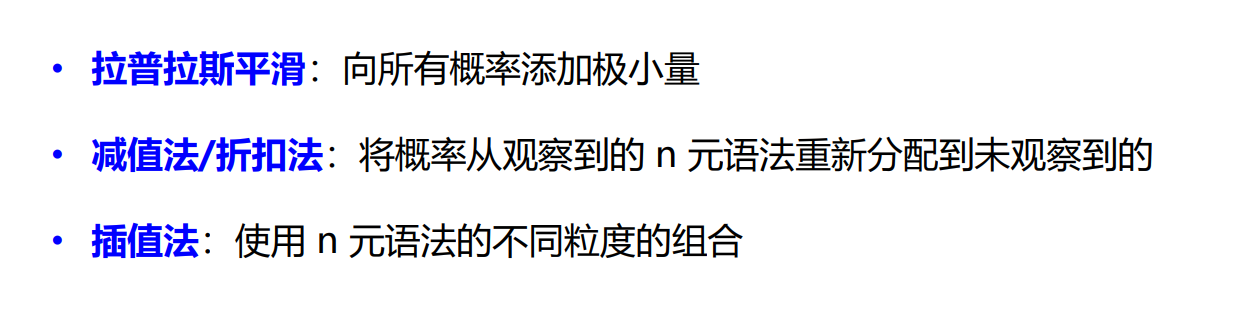 • 拉普拉斯平滑：向所有概率添加极小量
• 减值法/折扣法：将概率从观察到的 n 元语法重新分配到未观察到的
• 插值法：使用 n 元语法的不同粒度的组合